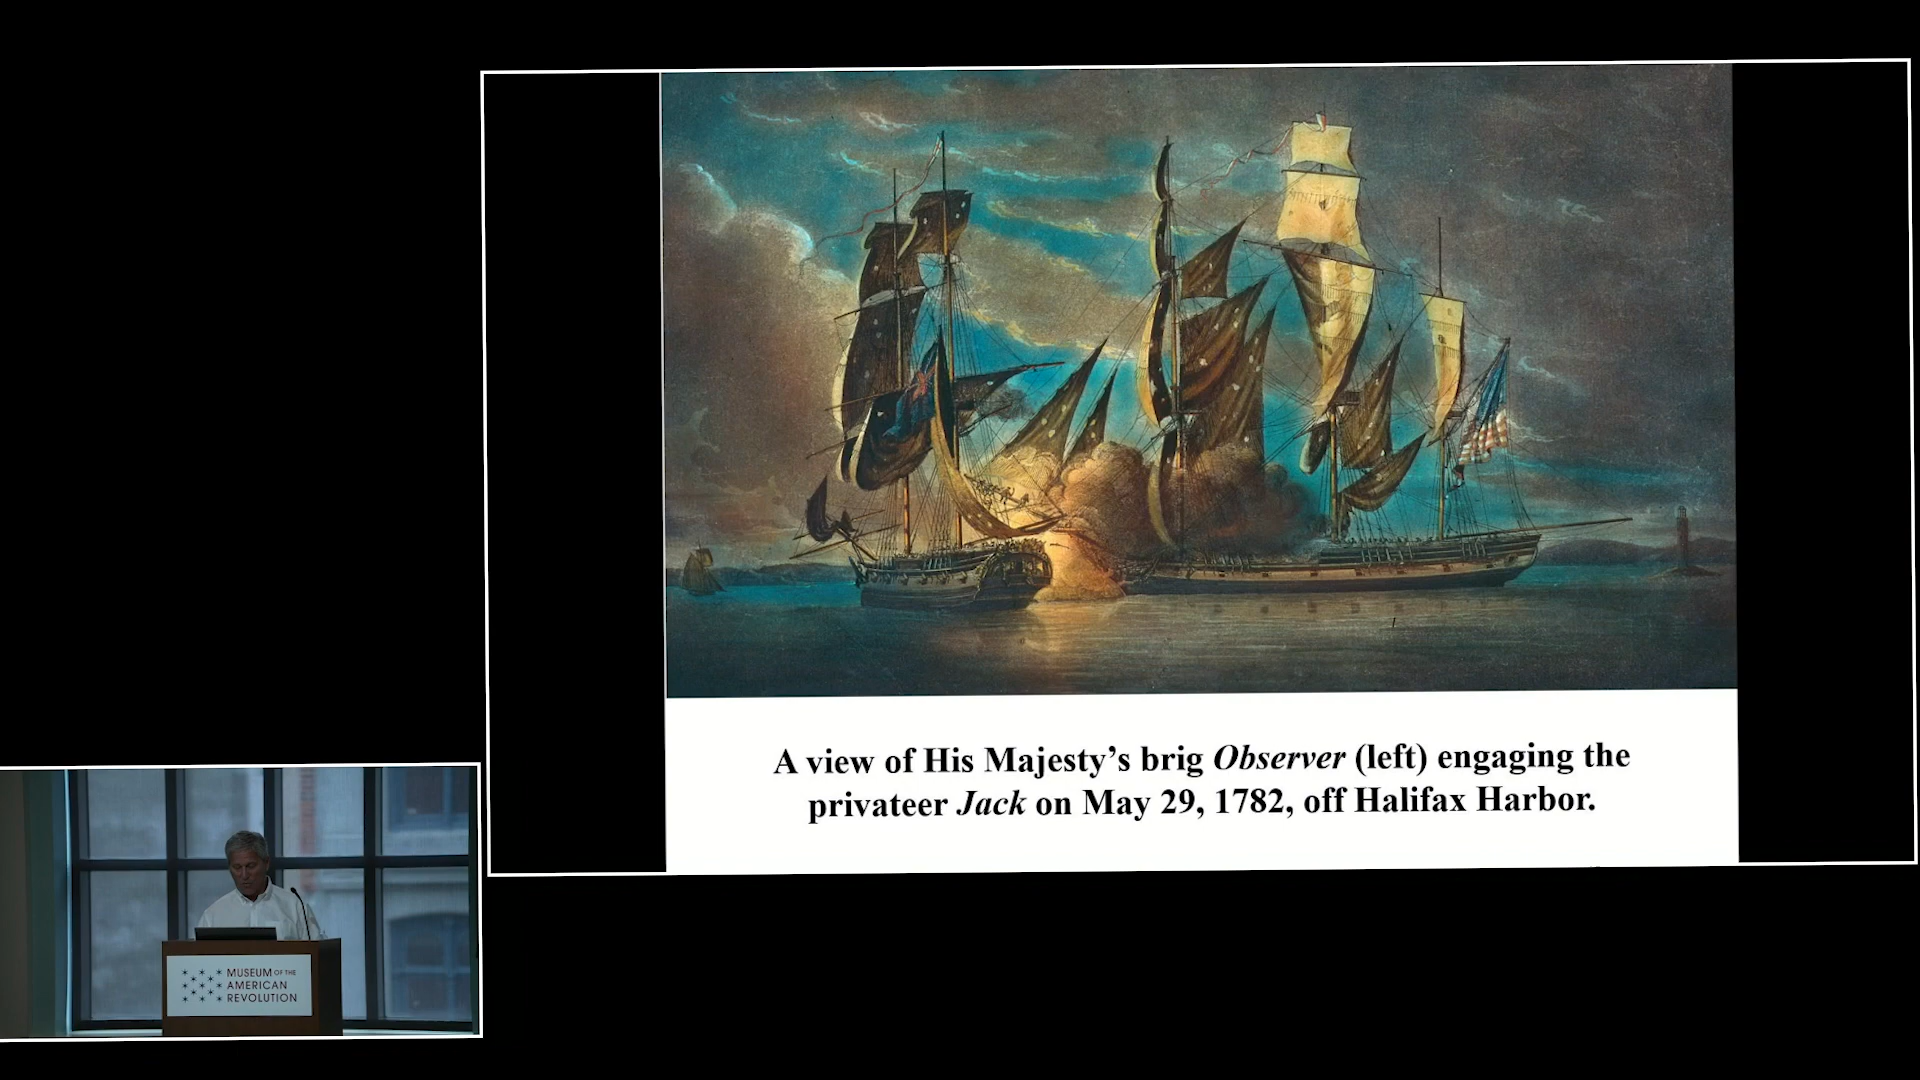 A view of His Majesty's brig Observer (left) engaging the
privateer Jack on May 29, 1782, off Halifax Harbor.
MUSEUM OF THE
AMERICAN
REVOLUTION